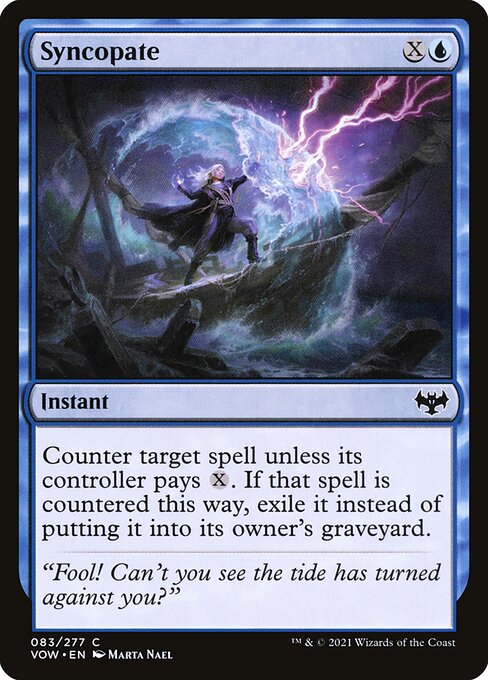 Syncopate X
Instant
Counter target spell unless its
controller pays X. If that spell is
countered this way, exile it instead of
putting it into its owner's graveyard.
“Fool! Can't you see the tide has turned
against you?”
083/277 C ™ & © 2021 Wizards of the Coast
VOW • EN Marta Nael